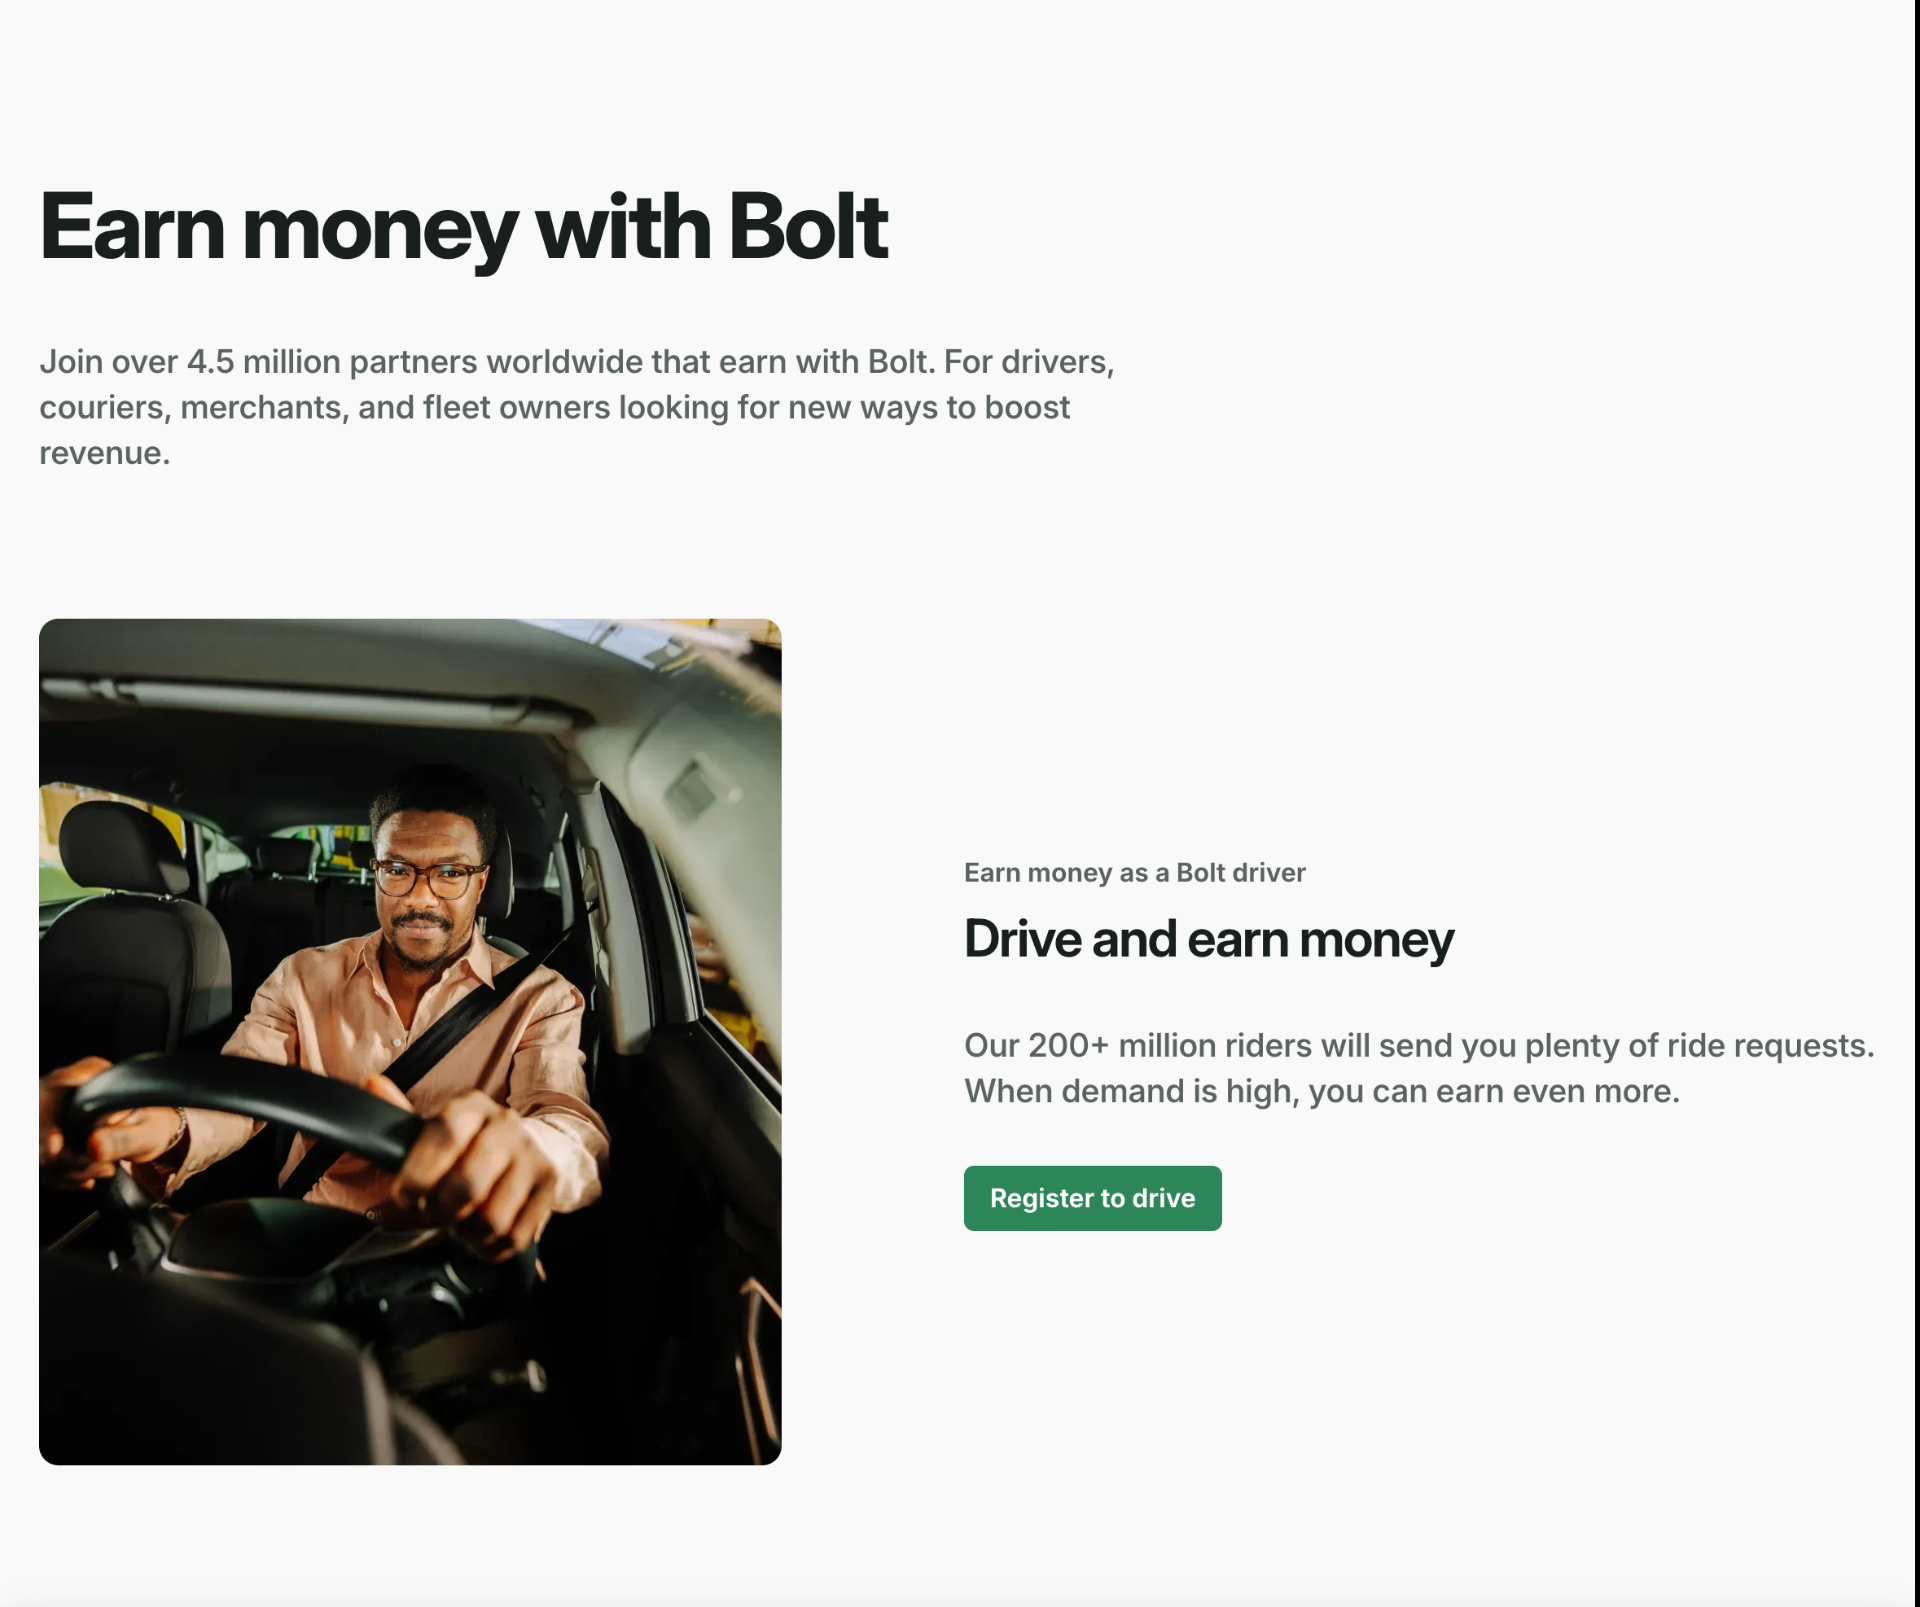 Earn money with Bolt
Join over 4.5 million partners worldwide that earn with Bolt. For drivers,
couriers, merchants, and fleet owners looking for new ways to boost
revenue.
Earn money as a Bolt driver
Drive and earn money
Our 200+ million riders will send you plenty of ride requests.
When demand is high, you can earn even more.
Register to drive